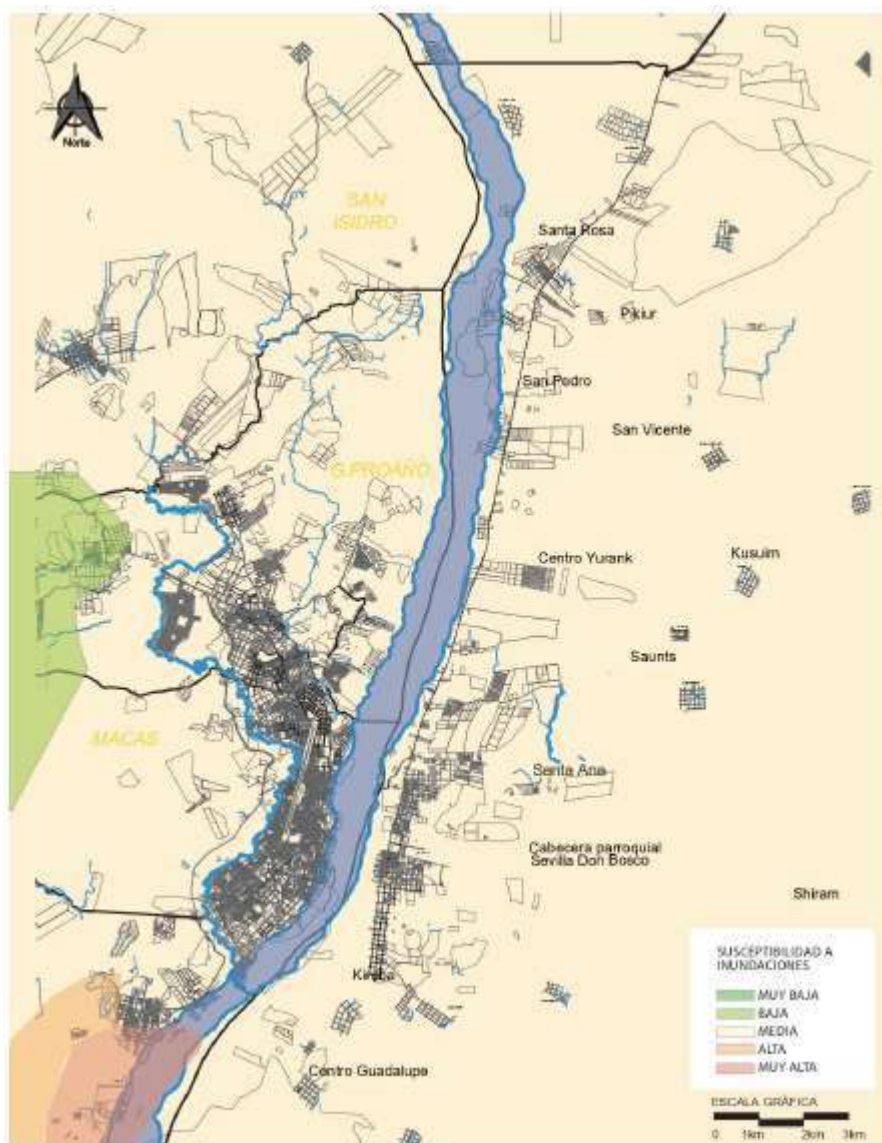 Norte
SAN
ISIDRO
Santa Rosa
Pikiur
San Pedro
San Vicente
G.PROAÑO
Centro Yurank
Kusuim
Saunts
MACAS
Santa Ana
Cabecera parroquial
Sevilla Don Bosco
Shiram
Centro Guadalupe
SUSCEPTIBILIDAD A
INUNDACIONES
MUY BAJA
BAJA
MEDIA
ALTA
MUY ALTA
ESCALA GRÁFICA
0 1km 2km 3km